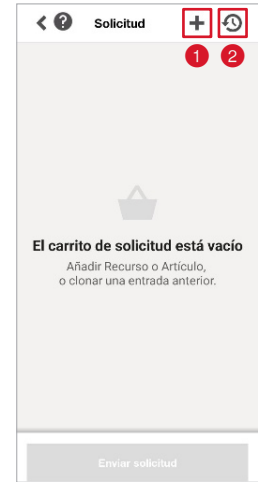 Solicitud
1 2
El carrito de solicitud está vacío
Añadir Recurso o Artículo,
o clonar una entrada anterior.
Enviar solicitud